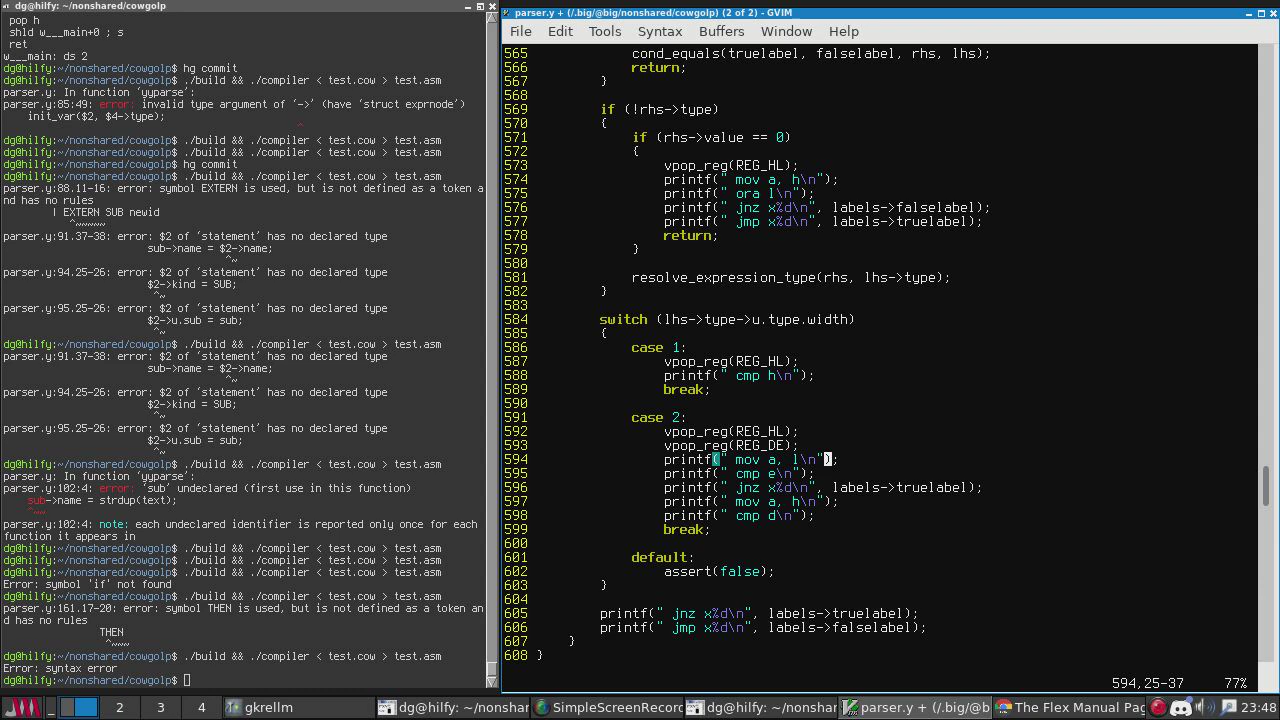 dg@hilfy: ~/nonshared/cowgolp
pop h
ret
w___main: ds 2
dg@hilfy:~/nonshared/cowgolp$ hg commit
dg@hilfy:~/nonshared/cowgolp$ ./build && ./compiler < test.cow > test.asm
parser.y: In function ‘yyparse’:
parser.y:85:49: error: invalid type argument of ‘->’ (have ‘struct exprnode’)
init_var($2, $4->type);
^
dg@hilfy:~/nonshared/cowgolp$ ./build && ./compiler < test.cow > test.asm
dg@hilfy:~/nonshared/cowgolp$ ./build && ./compiler < test.cow > test.asm
dg@hilfy:~/nonshared/cowgolp$ hg commit
dg@hilfy:~/nonshared/cowgolp$ ./build && ./compiler < test.cow > test.asm
parser.y:88.11-16: error: symbol EXTERN is used, but is not defined as a token a
nd has no rules
| EXTERN SUB newid
^~~~~~
parser.y:91.37-38: error: $2 of ‘statement’ has no declared type
sub->name = $2->name;
^~
parser.y:94.25-26: error: $2 of ‘statement’ has no declared type
$2->kind = SUB;
^~
parser.y:95.25-26: error: $2 of ‘statement’ has no declared type
$2->u.sub = sub;
^~
dg@hilfy:~/nonshared/cowgolp$ ./build && ./compiler < test.cow > test.asm
parser.y:91.37-38: error: $2 of ‘statement’ has no declared type
sub->name = $2->name;
^~
parser.y:94.25-26: error: $2 of ‘statement’ has no declared type
$2->kind = SUB;
^~
parser.y:95.25-26: error: $2 of ‘statement’ has no declared type
$2->u.sub = sub;
^~
dg@hilfy:~/nonshared/cowgolp$ ./build && ./compiler < test.cow > test.asm
parser.y: In function ‘yyparse’:
parser.y:102:4: error: ‘sub’ undeclared (first use in this function)
sub->name = strdup(text);
^~~
parser.y:102:4: note: each undeclared identifier is reported only once for each
function it appears in
dg@hilfy:~/nonshared/cowgolp$ ./build && ./compiler < test.cow > test.asm
dg@hilfy:~/nonshared/cowgolp$ ./build && ./compiler < test.cow > test.asm
dg@hilfy:~/nonshared/cowgolp$ ./build && ./compiler < test.cow > test.asm
Error: symbol 'if' not found
dg@hilfy:~/nonshared/cowgolp$ ./build && ./compiler < test.cow > test.asm
parser.y:161.17-20: error: symbol THEN is used, but is not defined as a token an
d has no rules
THEN
^~~~
dg@hilfy:~/nonshared/cowgolp$ ./build && ./compiler < test.cow > test.asm
Error: syntax error
dg@hilfy:~/nonshared/cowgolp$
parser.y + (/.big/@big/nonshared/cowgolp) (2 of 2) - GVIM
File Edit Tools Syntax Buffers Window Help
565 cond_equals(truelabel, falselabel, rhs, lhs);
566 return;
567 }
568
569 if (!rhs->type)
570 {
571 if (rhs->value == 0)
572 {
573 vpop_reg(REG_HL);
574 printf(" mov a, h\n");
575 printf(" ora l\n");
576 printf(" jnz x%d\n", labels->falselabel);
577 printf(" jmp x%d\n", labels->truelabel);
578 return;
579 }
580
581 resolve_expression_type(rhs, lhs->type);
582 }
583
584 switch (lhs->type->u.type.width)
585 {
586 case 1:
587 vpop_reg(REG_HL);
588 printf(" cmp h\n");
589 break;
590
591 case 2:
592 vpop_reg(REG_HL);
593 vpop_reg(REG_DE);
594 printf(" mov a, l\n");
595 printf(" cmp e\n");
596 printf(" jnz x%d\n", labels->truelabel);
597 printf(" mov a, h\n");
598 printf(" cmp d\n");
599 break;
600
601 default:
602 assert(false);
603 }
604
605 printf(" jnz x%d\n", labels->truelabel);
606 printf(" jmp x%d\n", labels->falselabel);
607 }
608 }
594,25-37 77%
2 3 4 gkrellm dg@hilfy: ~/nonshar SimpleScreenRecor dg@hilfy: ~/nonshar parser.y + (/.big/@b The Flex Manual Pag 23:48